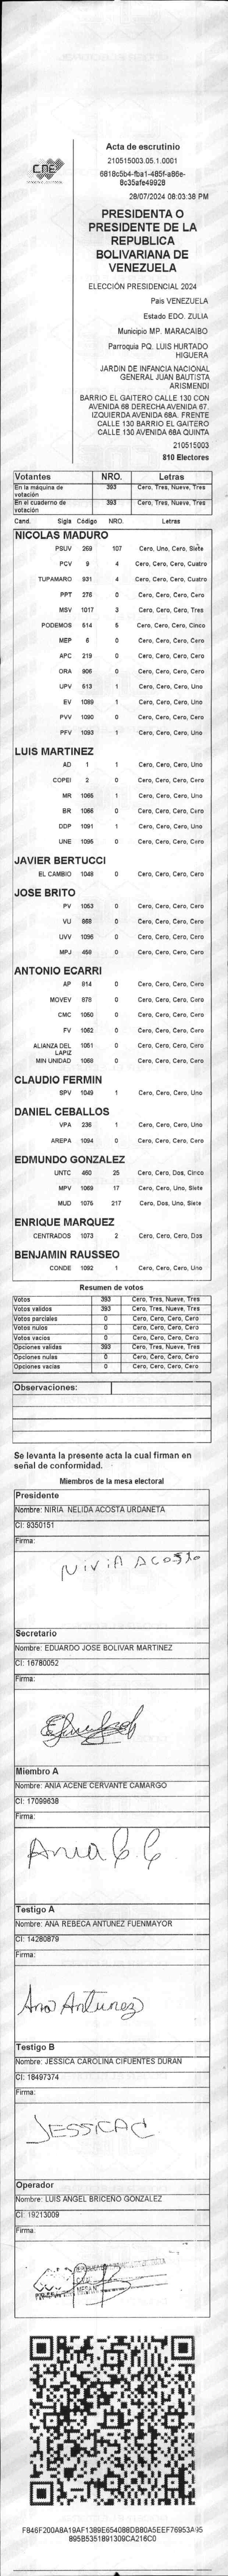 Acta de escrutinio
210515003.05.1.0001
6818c5b4-fba1-485f-a86e-
8c35afe49928
28/07/2024 08:03:38 PM
CNE
PRESIDENTA O
PRESIDENTE DE LA
REPUBLICA
BOLIVARIANA DE
VENEZUELA
ELECCIÓN PRESIDENCIAL 2024
País VENEZUELA
Estado EDO. ZULIA
Municipio MP. MARACAIBO
Parroquia PQ. LUIS HURTADO
HIGUERA
JARDIN DE INFANCIA NACIONAL
GENERAL JUAN BAUTISTA
ARISMENDI
BARRIO EL GAITERO CALLE 130 CON
AVENIDA 68 DERECHA AVENIDA 67.
IZQUIERDA AVENIDA 68A. FRENTE
CALLE 130 BARRIO EL GAITERO
CALLE 130 AVENIDA 68A QUINTA
210515003
810 Electores
Votantes NRO. Letras
En la máquina de votación 393 Cero, Tres, Nueve, Tres
En el cuaderno de votación 393 Cero, Tres, Nueve, Tres
Cand. Sigla Código NRO. Letras
NICOLAS MADURO
PSUV 269 107 Cero, Uno, Cero, Siete
PCV 9 4 Cero, Cero, Cero, Cuatro
TUPAMARO 931 4 Cero, Cero, Cero, Cuatro
PPT 276 0 Cero, Cero, Cero, Cero
MSV 1017 3 Cero, Cero, Cero, Tres
PODEMOS 514 5 Cero, Cero, Cero, Cinco
MEP 6 0 Cero, Cero, Cero, Cero
APC 219 0 Cero, Cero, Cero, Cero
ORA 906 0 Cero, Cero, Cero, Cero
UPV 513 1 Cero, Cero, Cero, Uno
EV 1089 1 Cero, Cero, Cero, Uno
PVV 1090 0 Cero, Cero, Cero, Cero
PFV 1093 1 Cero, Cero, Cero, Uno
LUIS MARTINEZ
AD 1 1 Cero, Cero, Cero, Uno
COPEI 2 0 Cero, Cero, Cero, Cero
MR 1065 1 Cero, Cero, Cero, Uno
BR 1066 0 Cero, Cero, Cero, Cero
DDP 1091 1 Cero, Cero, Cero, Uno
UNE 1095 0 Cero, Cero, Cero, Cero
JAVIER BERTUCCI
EL CAMBIO 1048 0 Cero, Cero, Cero, Cero
JOSE BRITO
PV 1053 0 Cero, Cero, Cero, Cero
VU 868 0 Cero, Cero, Cero, Cero
UVV 1096 0 Cero, Cero, Cero, Cero
MPJ 458 0 Cero, Cero, Cero, Cero
ANTONIO ECARRI
AP 814 0 Cero, Cero, Cero, Cero
MOVEV 878 0 Cero, Cero, Cero, Cero
CMC 1050 0 Cero, Cero, Cero, Cero
FV 1062 0 Cero, Cero, Cero, Cero
ALIANZA DEL LAPIZ 1051 0 Cero, Cero, Cero, Cero
MIN UNIDAD 1068 0 Cero, Cero, Cero, Cero
CLAUDIO FERMIN
SPV 1049 1 Cero, Cero, Cero, Uno
DANIEL CEBALLOS
VPA 236 1 Cero, Cero, Cero, Uno
AREPA 1094 0 Cero, Cero, Cero, Cero
EDMUNDO GONZALEZ
UNTC 460 25 Cero, Cero, Dos, Cinco
MPV 1069 17 Cero, Cero, Uno, Siete
MUD 1076 217 Cero, Dos, Uno, Siete
ENRIQUE MARQUEZ
CENTRADOS 1073 2 Cero, Cero, Cero, Dos
BENJAMIN RAUSSEO
CONDE 1092 1 Cero, Cero, Cero, Uno
Resumen de votos
Votos 393 Cero, Tres, Nueve, Tres
Votos validos 393 Cero, Tres, Nueve, Tres
Votos parciales 0 Cero, Cero, Cero, Cero
Votos nulos 0 Cero, Cero, Cero, Cero
Votos vacios 0 Cero, Cero, Cero, Cero
Opciones validas 393 Cero, Tres, Nueve, Tres
Opciones nulas 0 Cero, Cero, Cero, Cero
Opciones vacias 0 Cero, Cero, Cero, Cero
Observaciones:
Se levanta la presente acta la cual firman en
señal de conformidad.
Miembros de la mesa electoral
Presidente
Nombre: NIRIA NELIDA ACOSTA URDANETA
CI: 9350151
Firma:
NiViA ACOSTA
Secretario
Nombre: EDUARDO JOSE BOLIVAR MARTINEZ
CI: 16780052
Firma:
Miembro A
Nombre: ANIA ACENE CERVANTE CAMARGO
CI: 17099638
Firma:
Ania C. C
Testigo A
Nombre: ANA REBECA ANTUNEZ FUENMAYOR
CI: 14280879
Firma:
Ana Antunez
Testigo B
Nombre: JESSICA CAROLINA CIFUENTES DURAN
CI: 18497374
Firma:
JESSICAC
Operador
Nombre: LUIS ANGEL BRICEÑO GONZALEZ
CI: 19213009
Firma:
F846F200A8A19AF1389E654088DB80A5EEF76953A95
895B5351891309CA216C0